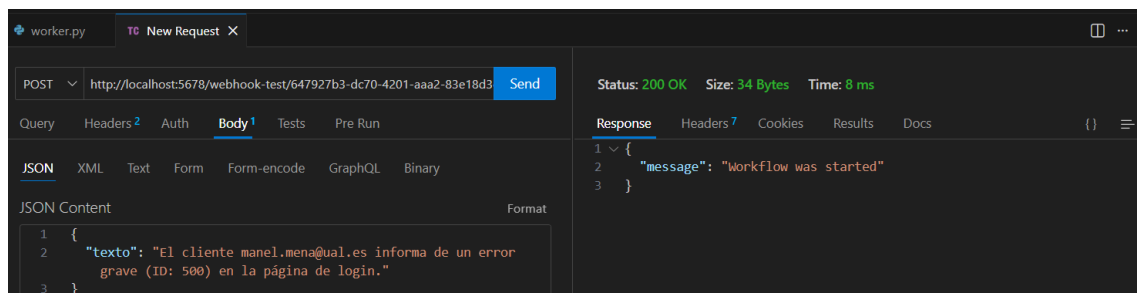 worker.py
TC New Request
POST http://localhost:5678/webhook-test/647927b3-dc70-4201-aaa2-83e18d3 Send
Query Headers 2 Auth Body 1 Tests Pre Run
JSON XML Text Form Form-encode GraphQL Binary
JSON Content Format
1 {
2 "texto": "El cliente manel.mena@ual.es informa de un error
grave (ID: 500) en la página de login."
3 }
Status: 200 OK Size: 34 Bytes Time: 8 ms
Response Headers 7 Cookies Results Docs { }
1 {
2 "message": "Workflow was started"
3 }